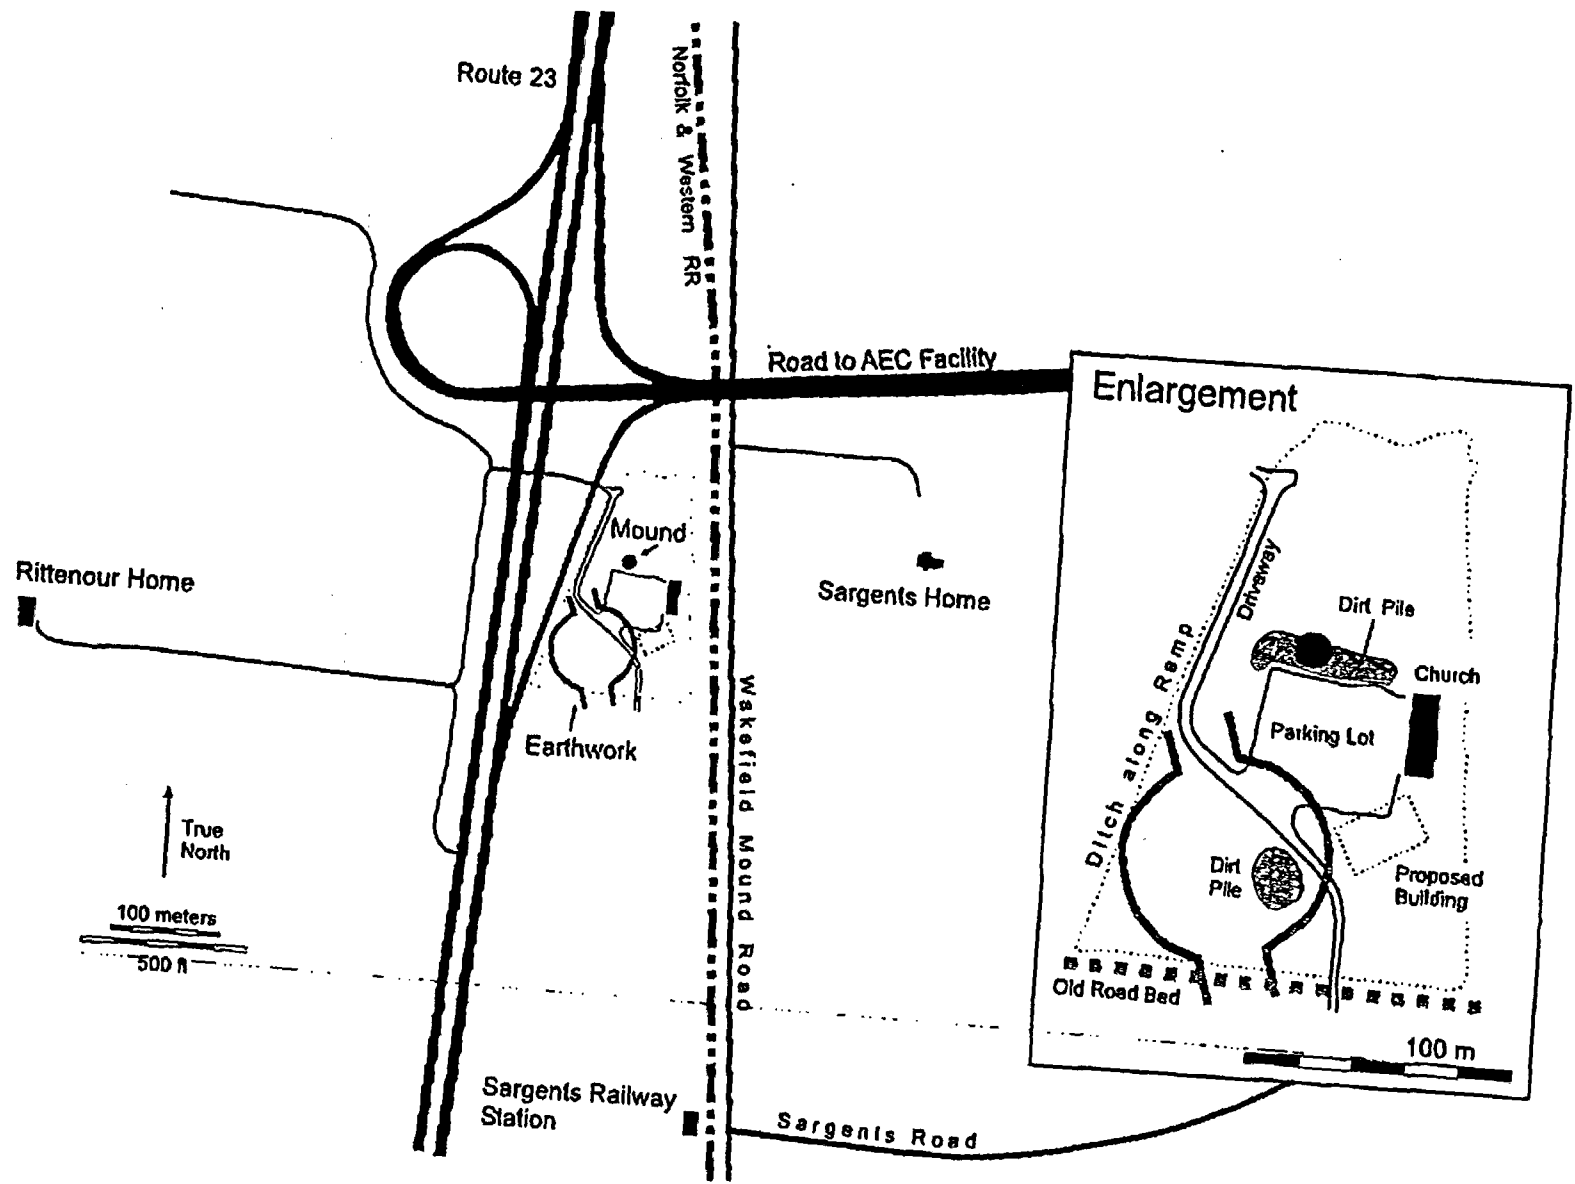 Route 23
Norfolk & Western RR
Road to AEC Facility
Enlargement
Mound
Rittenour Home
Sargents Home
Earthwork
Wakefield Mound Road
True
North
100 meters
500 ft
Sargents Railway
Station
Sargents Road
Driveway
Dirt Pile
Ditch along Ramp
Church
Parking Lot
Dirt
Pile
Proposed
Building
Old Road Bed
100 m